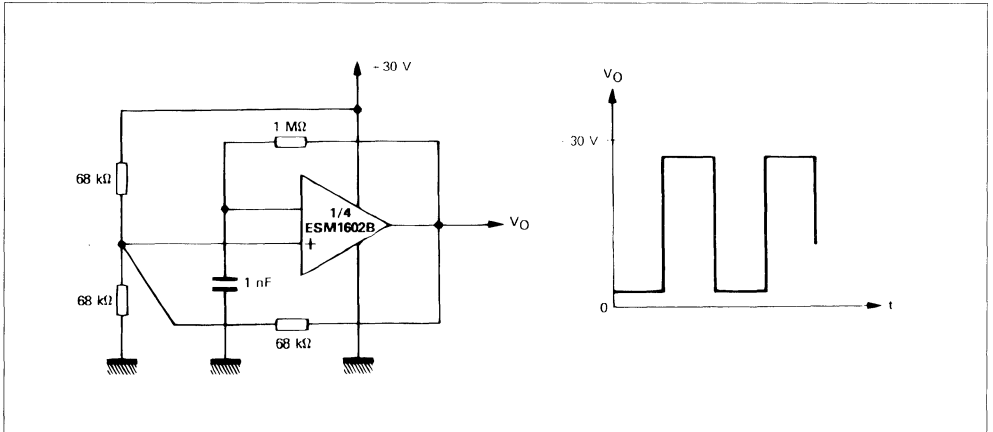 - 30 V
1 MΩ
68 kΩ
1/4
ESM1602B
+
VO
68 kΩ
1 nF
68 kΩ
VO
- 30 V
0
t